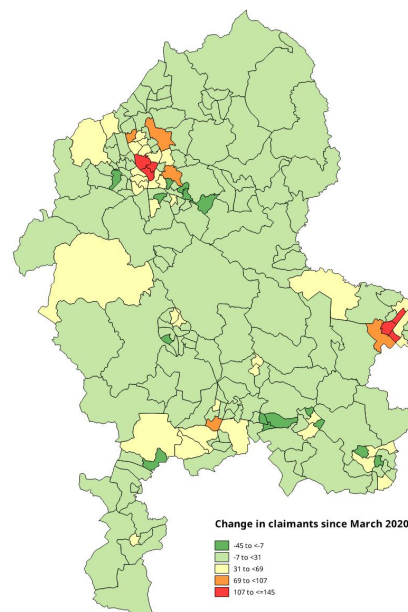 Change in claimants since March 2020
-45 to <-7
-7 to <31
31 to <69
69 to <107
107 to <=145